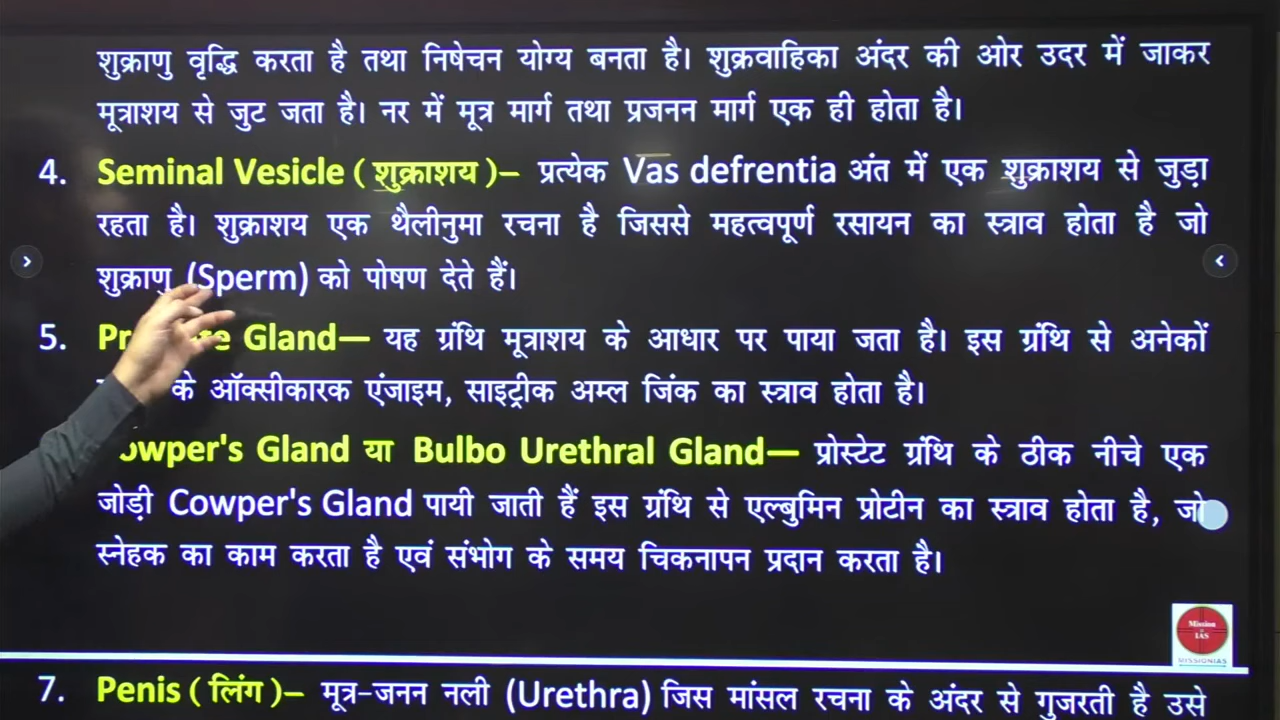 शुक्राणु वृद्धि करता है तथा निषेचन योग्य बनता है। शुक्रवाहिका अंदर की ओर उदर में जाकर
मूत्राशय से जुट जता है। नर में मूत्र मार्ग तथा प्रजनन मार्ग एक ही होता है।
4. Seminal Vesicle ( शुक्राशय )– प्रत्येक Vas defrentia अंत में एक शुक्राशय से जुड़ा
रहता है। शुक्राशय एक थैलीनुमा रचना है जिससे महत्वपूर्ण रसायन का स्त्राव होता है जो
शुक्राणु (Sperm) को पोषण देते हैं।
5. Gland— यह ग्रंथि मूत्राशय के आधार पर पाया जता है। इस ग्रंथि से अनेकों
के ऑक्सीकारक एंजाइम, साइट्रीक अम्ल जिंक का स्त्राव होता है।
owper's Gland या Bulbo Urethral Gland— प्रोस्टेट ग्रंथि के ठीक नीचे एक
जोड़ी Cowper's Gland पायी जाती हैं इस ग्रंथि से एल्बुमिन प्रोटीन का स्त्राव होता है, जो
स्नेहक का काम करता है एवं संभोग के समय चिकनापन प्रदान करता है।
Mission
IAS
MISSIONIAS
7. Penis ( लिंग )– मूत्र-जनन नली (Urethra) जिस मांसल रचना के अंदर से गुजरती है उसे